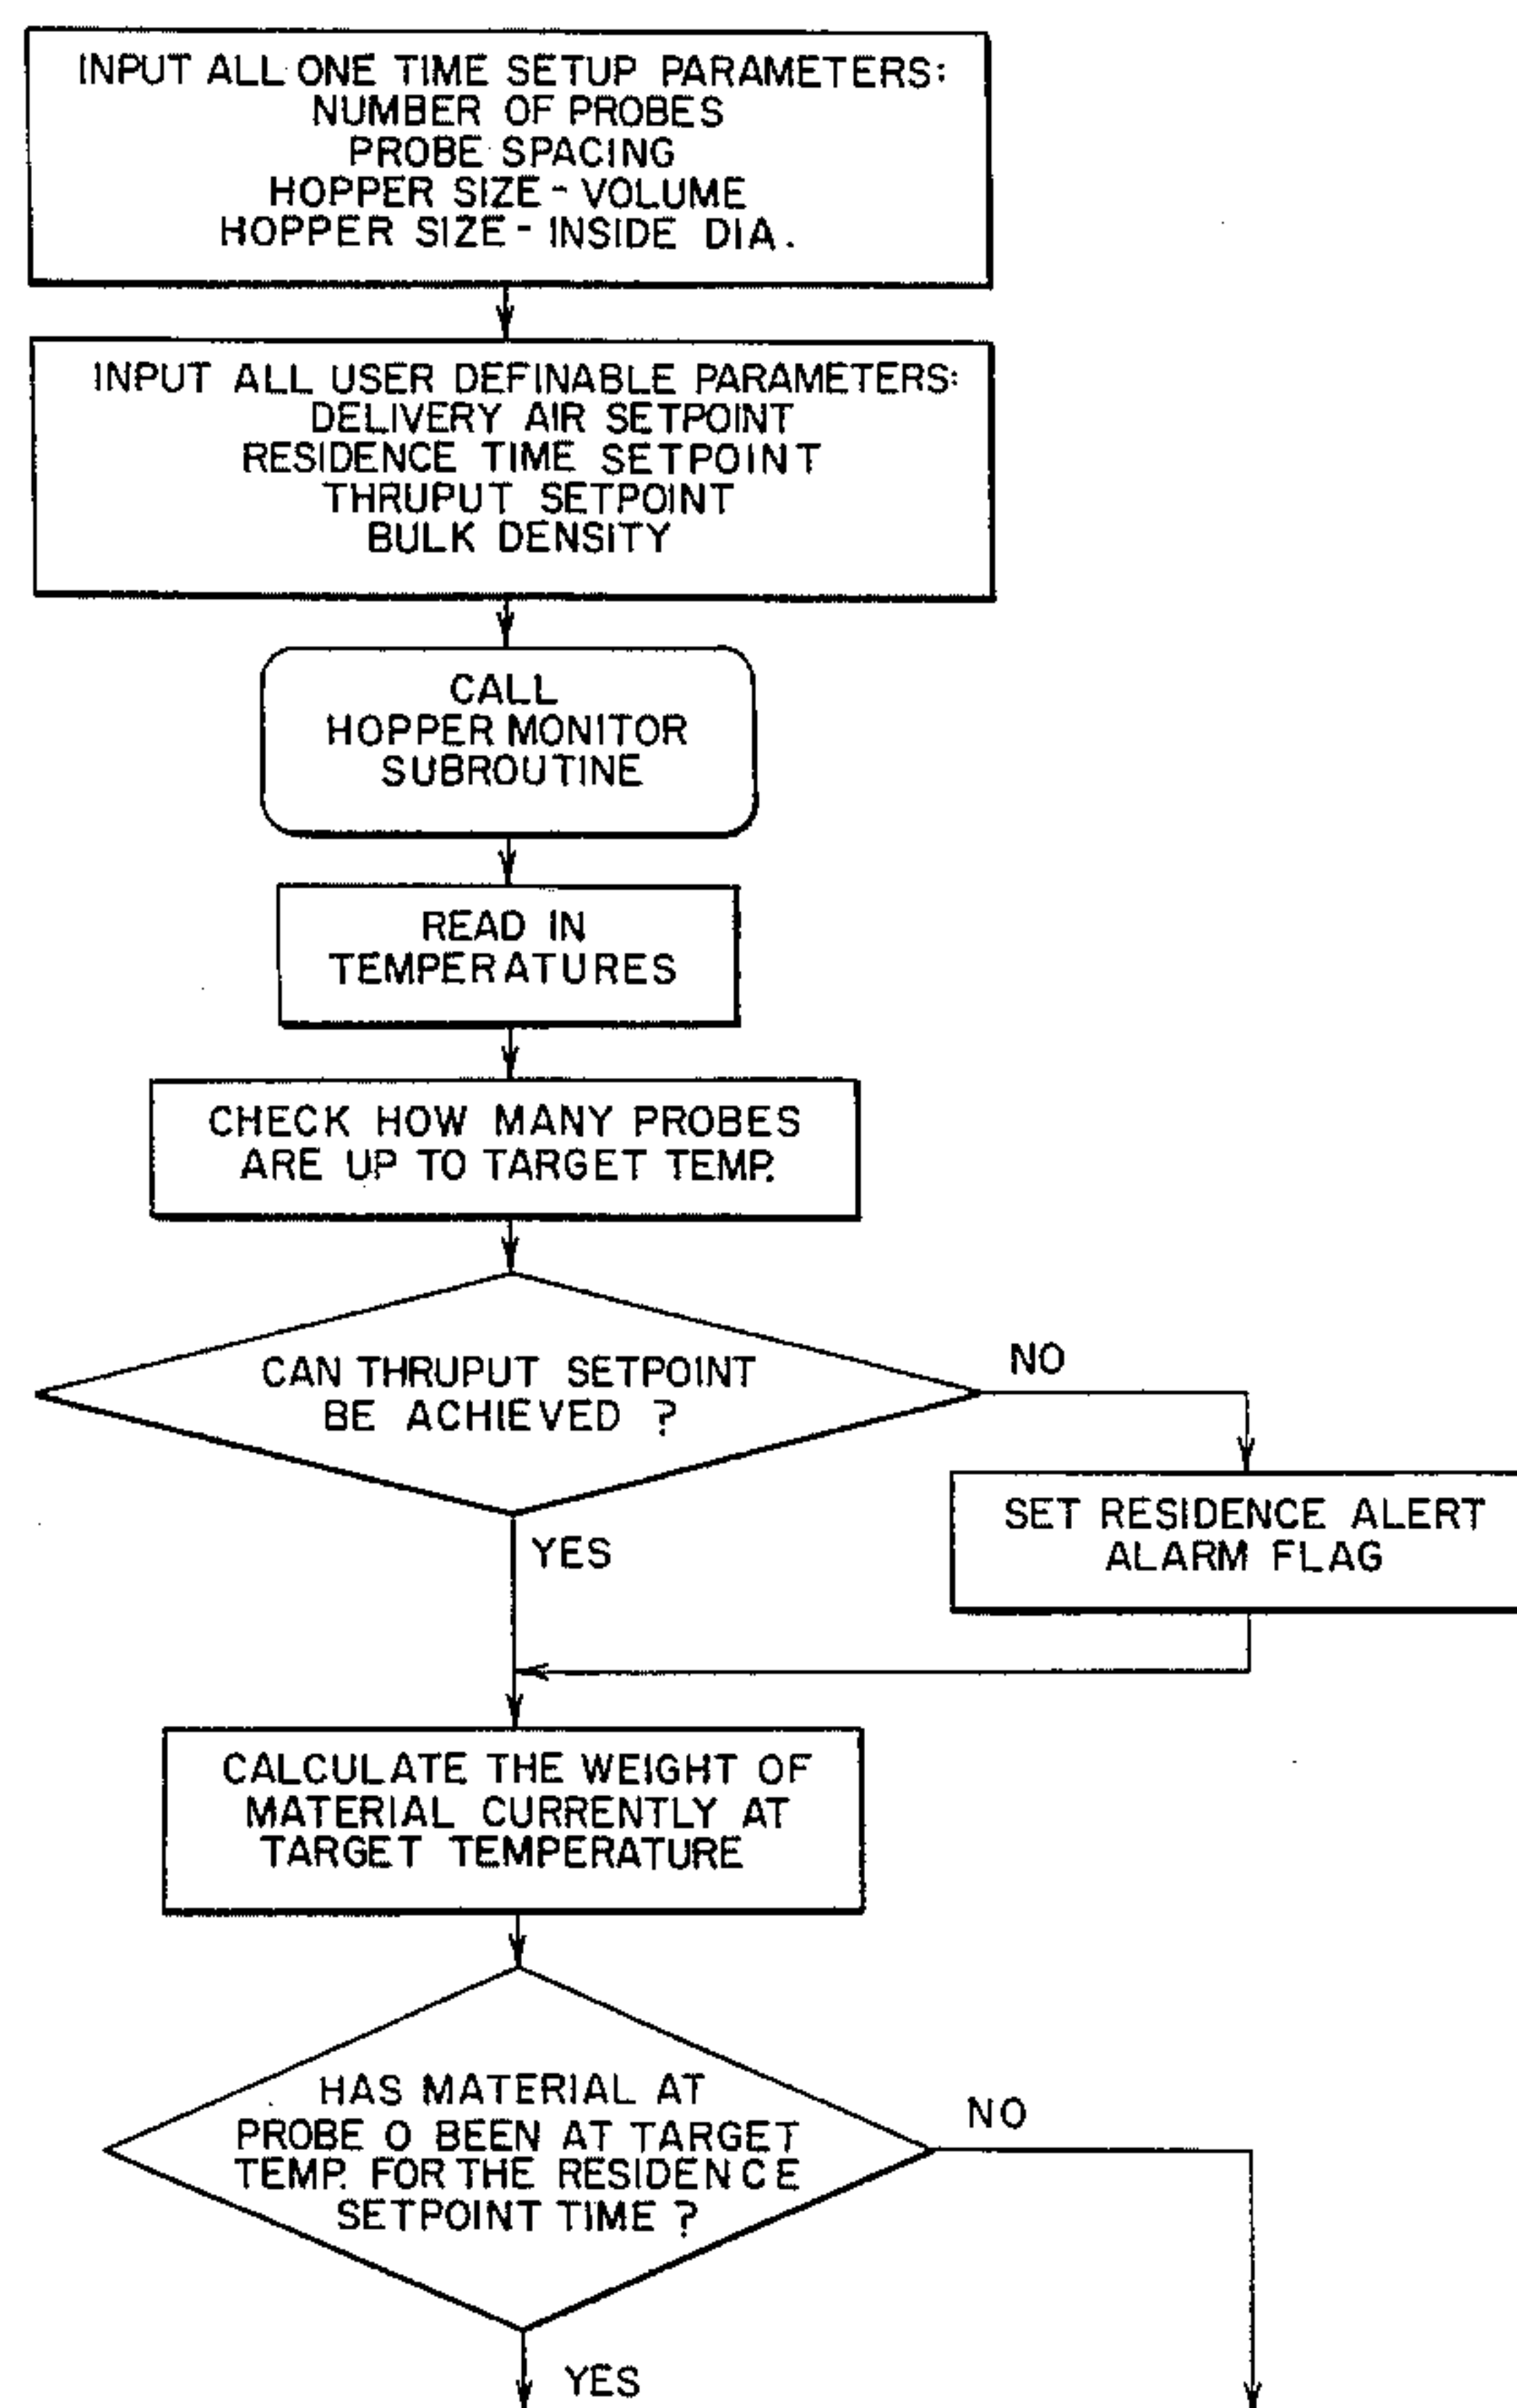 INPUT ALL ONE TIME SETUP PARAMETERS:
NUMBER OF PROBES
PROBE SPACING
HOPPER SIZE - VOLUME
HOPPER SIZE - INSIDE DIA.
INPUT ALL USER DEFINABLE PARAMETERS:
DELIVERY AIR SETPOINT
RESIDENCE TIME SETPOINT
THRUPUT SETPOINT
BULK DENSITY
CALL
HOPPER MONITOR
SUBROUTINE
READ IN
TEMPERATURES
CHECK HOW MANY PROBES
ARE UP TO TARGET TEMP.
CAN THRUPUT SETPOINT
BE ACHIEVED ?
NO
SET RESIDENCE ALERT
ALARM FLAG
YES
CALCULATE THE WEIGHT OF
MATERIAL CURRENTLY AT
TARGET TEMPERATURE
HAS MATERIAL AT
PROBE 0 BEEN AT TARGET
TEMP. FOR THE RESIDENCE
SETPOINT TIME ?
NO
YES